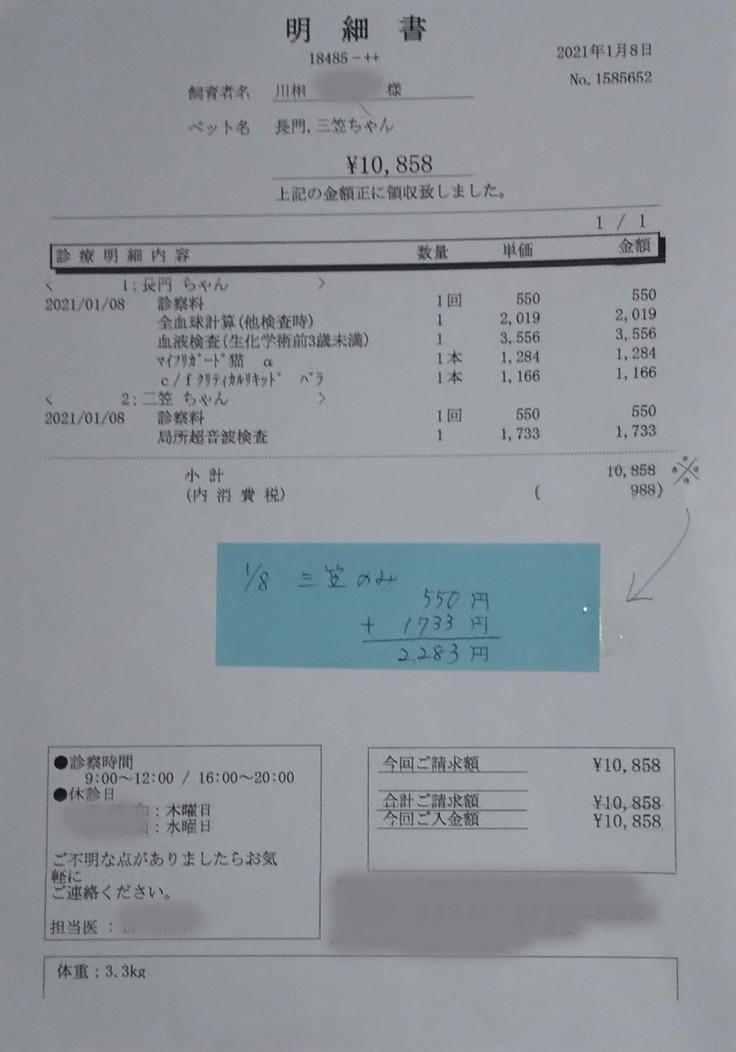 明細書
18485-++
2021年1月8日
No.1585652
飼育者名 川相 様
ペット名 長門,三笠ちゃん
¥10,858
上記の金額正に領収致しました。
1 / 1
診療明細内容 数量 単価 金額
< 1:長門 ちゃん >
2021/01/08 診察料 1回 550 550
全血球計算(他検査時) 1 2,019 2,019
血液検査(生化学術前3歳未満) 1 3,556 3,556
ﾏｲﾌﾘｶﾞｰﾄﾞ猫 α 1本 1,284 1,284
c/fｸﾘﾃｨｶﾙﾘｷｯﾄﾞ ﾊﾞﾗ 1本 1,166 1,166
< 2:三笠 ちゃん >
2021/01/08 診察料 1回 550 550
局所超音波検査 1 1,733 1,733
小計 10,858 ※
(内消費税) ( 988)
1/8 三笠のみ
550円
+ 1733円
2,283円
●診察時間
9:00～12:00 / 16:00～20:00
●休診日
:木曜日
:水曜日
ご不明な点がありましたらお気
軽に
ご連絡ください。
担当医:
今回ご請求額 ¥10,858
合計ご請求額 ¥10,858
今回ご入金額 ¥10,858
体重:3.3kg